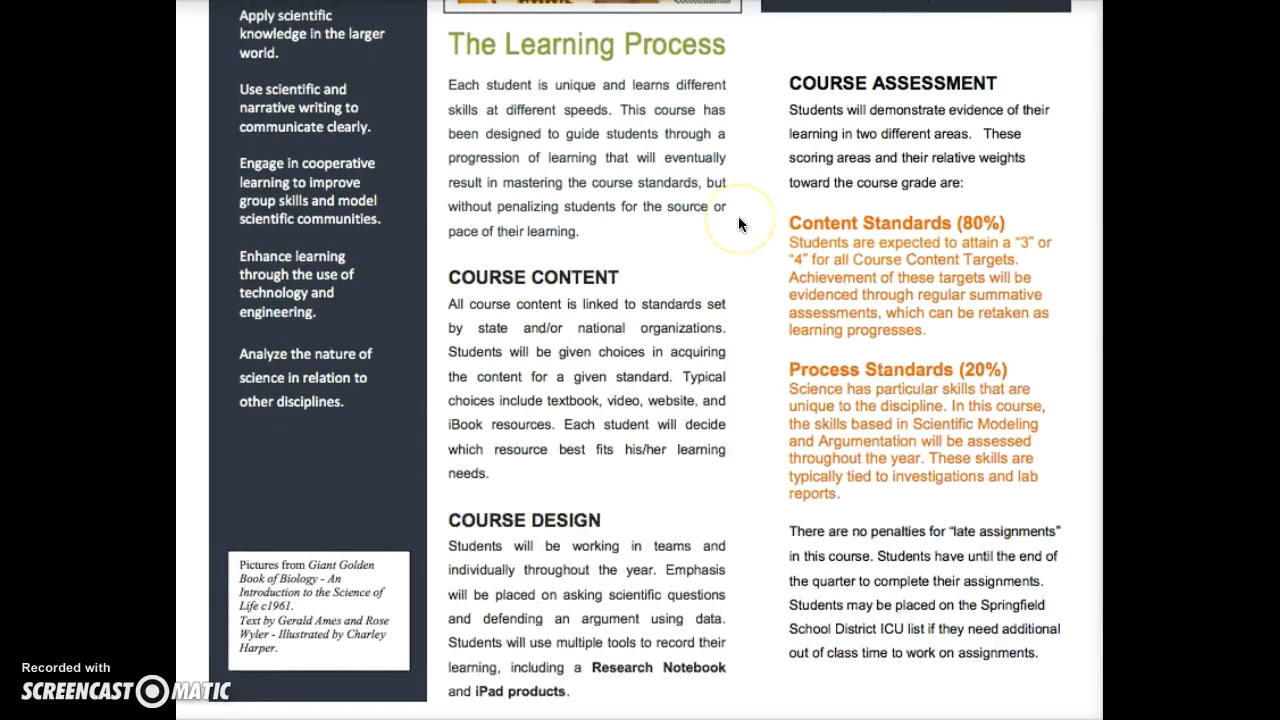 Apply scientific
knowledge in the larger
world.
Use scientific and
narrative writing to
communicate clearly.
Engage in cooperative
learning to improve
group skills and model
scientific communities.
Enhance learning
through the use of
technology and
engineering.
Analyze the nature of
science in relation to
other disciplines.
Pictures from Giant Golden
Book of Biology - An
Introduction to the Science of
Life c1961.
Text by Gerald Ames and Rose
Wyler - Illustrated by Charley
Harper.
The Learning Process
Each student is unique and learns different
skills at different speeds. This course has
been designed to guide students through a
progression of learning that will eventually
result in mastering the course standards, but
without penalizing students for the source or
pace of their learning.
COURSE CONTENT
All course content is linked to standards set
by state and/or national organizations.
Students will be given choices in acquiring
the content for a given standard. Typical
choices include textbook, video, website, and
iBook resources. Each student will decide
which resource best fits his/her learning
needs.
COURSE DESIGN
Students will be working in teams and
individually throughout the year. Emphasis
will be placed on asking scientific questions
and defending an argument using data.
Students will use multiple tools to record their
learning, including a Research Notebook
and iPad products.
COURSE ASSESSMENT
Students will demonstrate evidence of their
learning in two different areas. These
scoring areas and their relative weights
toward the course grade are:
Content Standards (80%)
Students are expected to attain a “3” or
“4” for all Course Content Targets.
Achievement of these targets will be
evidenced through regular summative
assessments, which can be retaken as
learning progresses.
Process Standards (20%)
Science has particular skills that are
unique to the discipline. In this course,
the skills based in Scientific Modeling
and Argumentation will be assessed
throughout the year. These skills are
typically tied to investigations and lab
reports.
There are no penalties for “late assignments”
in this course. Students have until the end of
the quarter to complete their assignments.
Students may be placed on the Springfield
School District ICU list if they need additional
out of class time to work on assignments.
Recorded with
SCREENCAST-O-MATIC